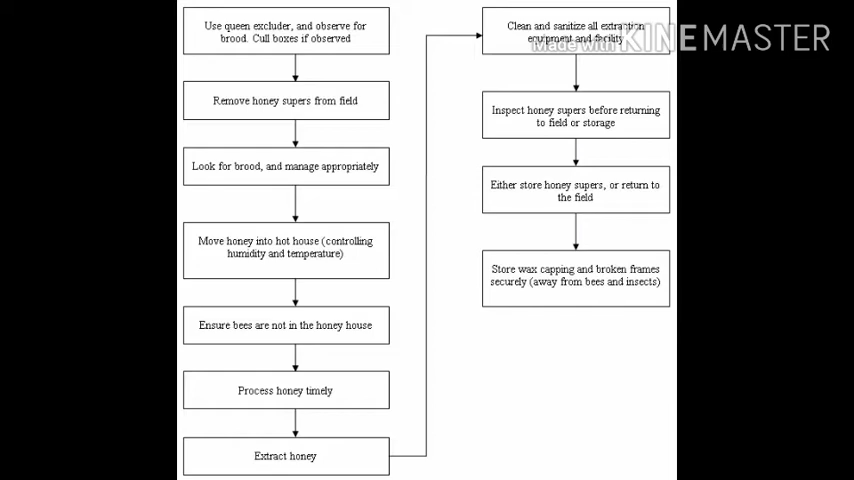 Use queen excluder, and observe for
brood. Cull boxes if observed
Remove honey supers from field
Look for brood, and manage appropriately
Move honey into hot house (controlling
humidity and temperature)
Ensure bees are not in the honey house
Process honey timely
Extract honey
Clean and sanitize all extraction
equipment and facility
Made with KINEMASTER
Inspect honey supers before returning
to field or storage
Either store honey supers, or return to
the field
Store wax capping and broken frames
securely (away from bees and insects)